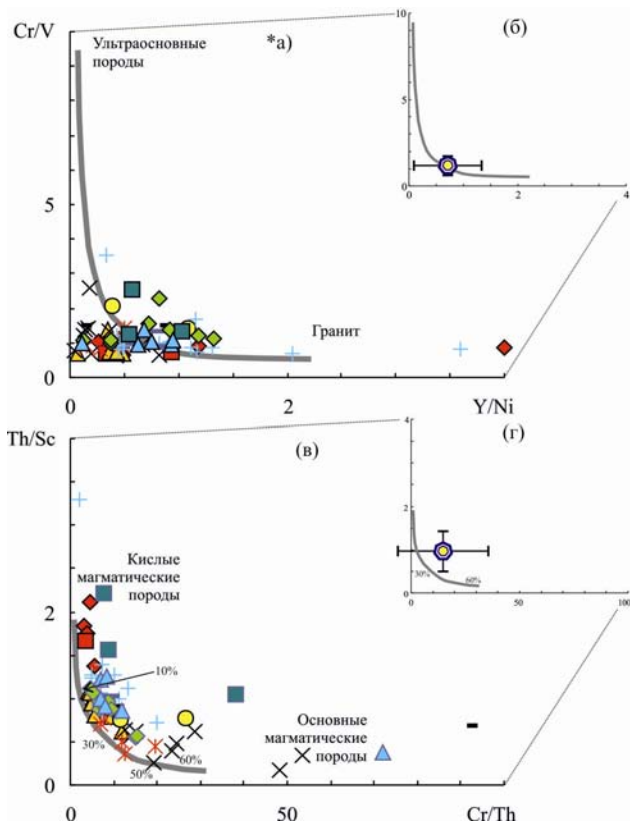 Cr/V
Ультраосновные
породы
*а)
(б)
10
5
0
0
2
4
5
Гранит
0
0
2
Y/Ni
Th/Sc
(в)
(г)
4
2
0
30%
60%
0
50
100
Кислые
магматические
породы
2
10%
30%
50%
60%
Основные
магматические
породы
0
0
50
Cr/Th